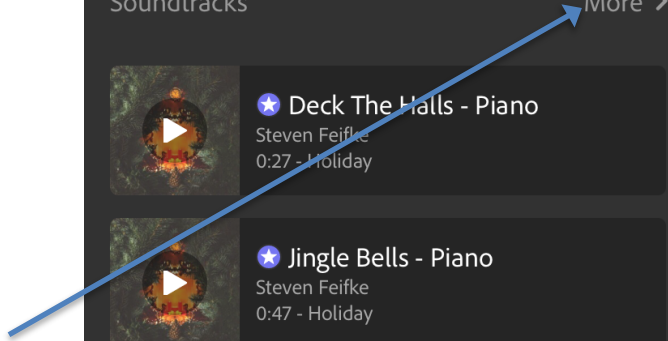 Soundtracks
More
Deck The Halls - Piano
Steven Feifke
0:27 - Holiday
Jingle Bells - Piano
Steven Feifke
0:47 - Holiday